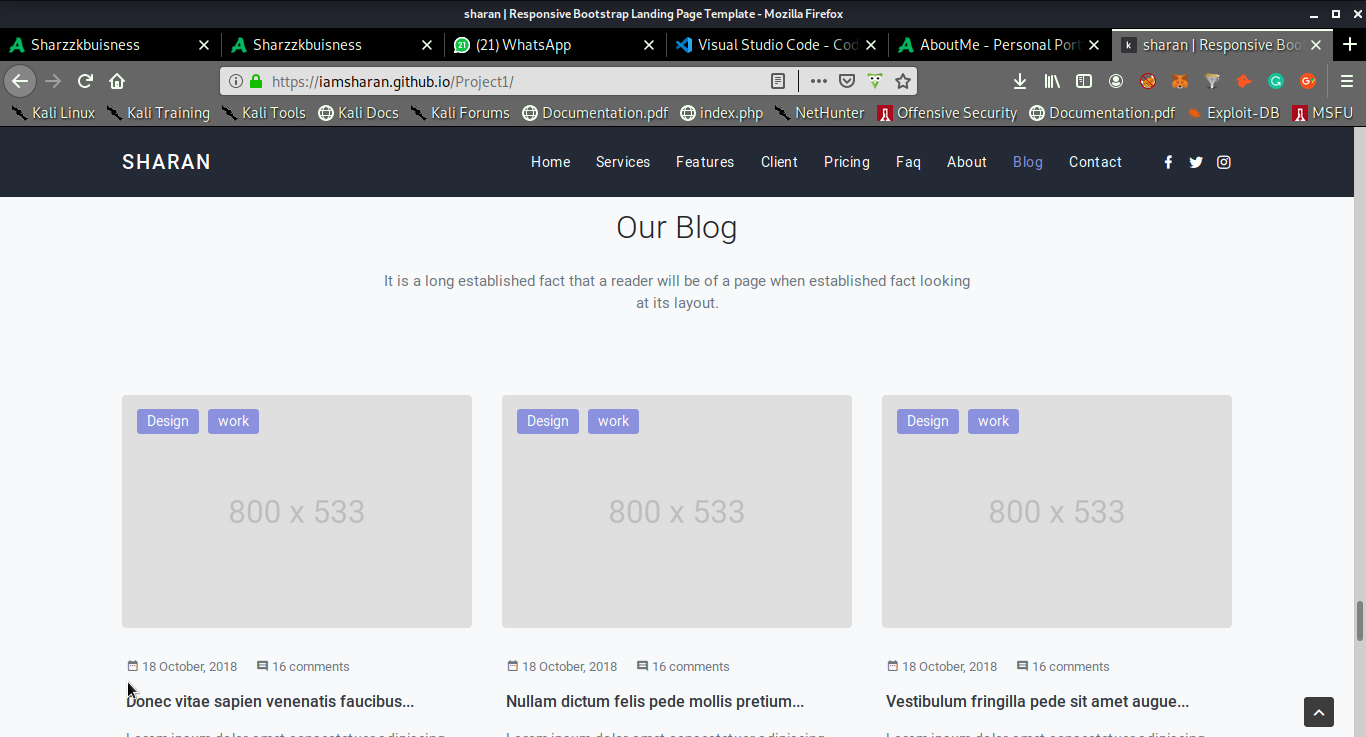 sharan | Responsive Bootstrap Landing Page Template - Mozilla Firefox
Sharzzkbuisness
Sharzzkbuisness
(21) WhatsApp
Visual Studio Code - Cod
AboutMe - Personal Port
sharan | Responsive Boo
https://iamsharan.github.io/Project1/
Kali Linux Kali Training Kali Tools Kali Docs Kali Forums Documentation.pdf index.php NetHunter Offensive Security Documentation.pdf Exploit-DB MSFU
SHARAN Home Services Features Client Pricing Faq About Blog Contact
Our Blog
It is a long established fact that a reader will be of a page when established fact looking
at its layout.
Design work
800 x 533
18 October, 2018 16 comments
Donec vitae sapien venenatis faucibus...
Design work
800 x 533
18 October, 2018 16 comments
Nullam dictum felis pede mollis pretium...
Design work
800 x 533
18 October, 2018 16 comments
Vestibulum fringilla pede sit amet augue...